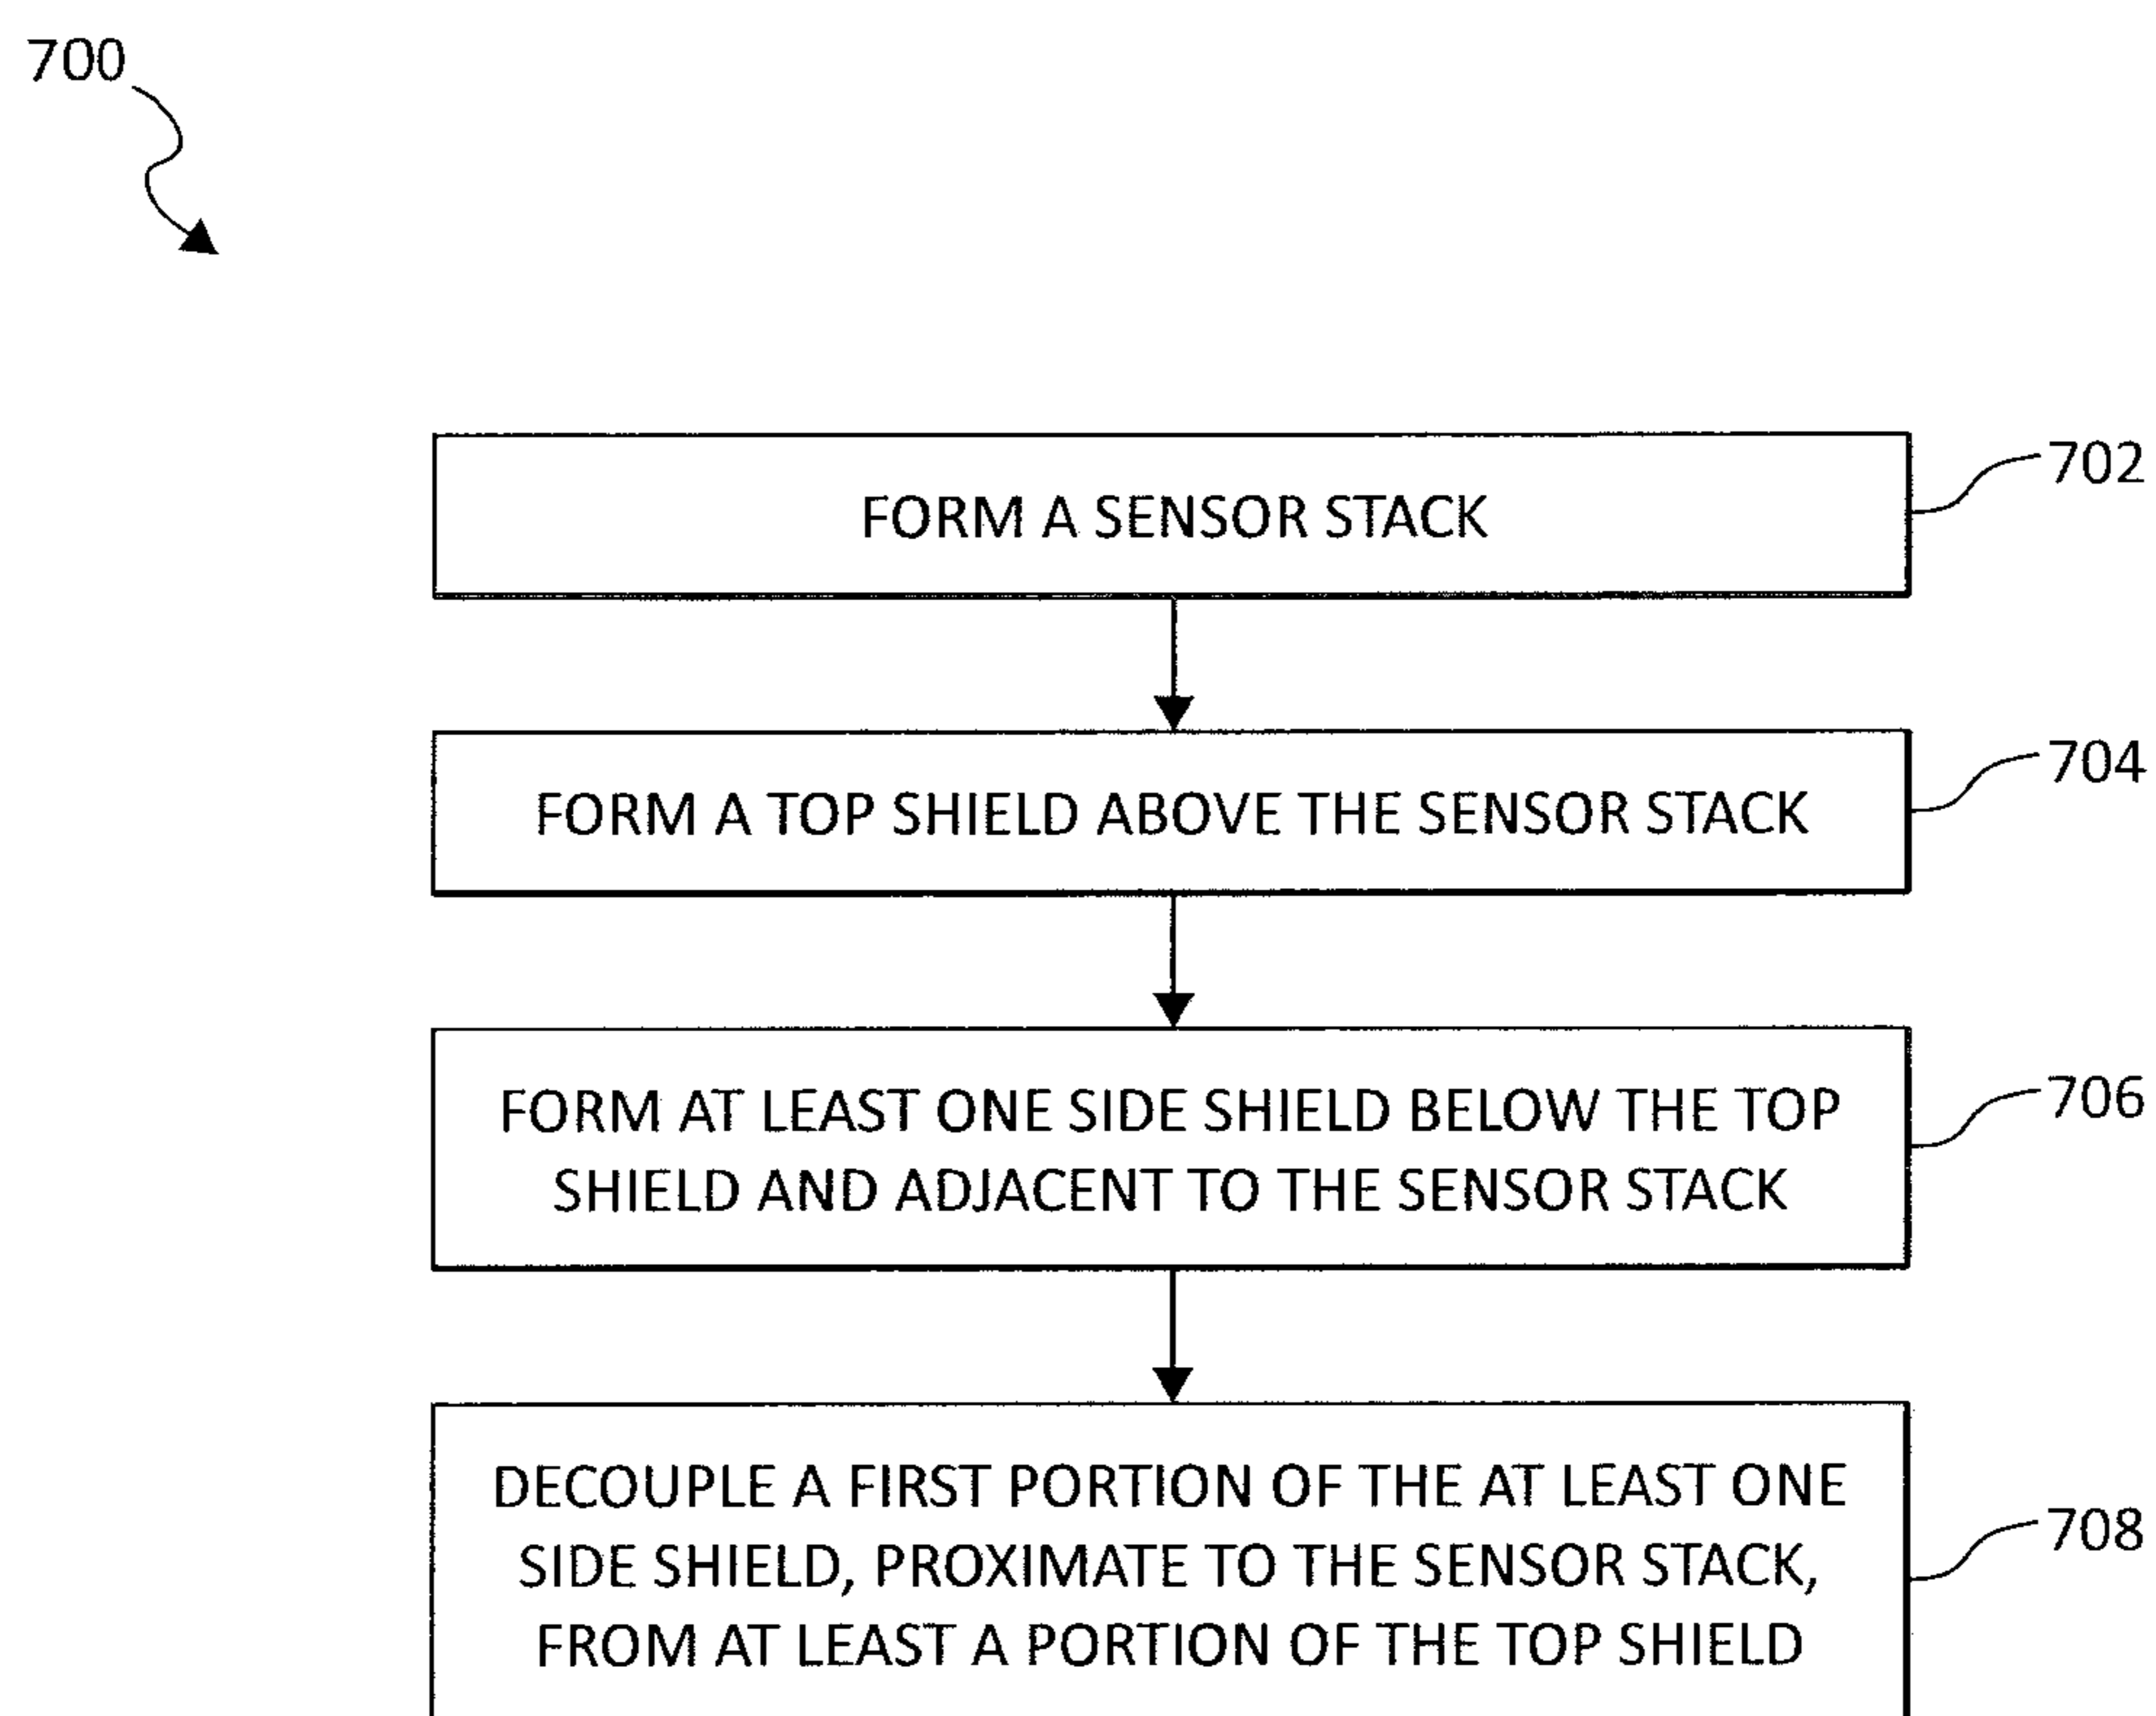 700
FORM A SENSOR STACK
702
FORM A TOP SHIELD ABOVE THE SENSOR STACK
704
FORM AT LEAST ONE SIDE SHIELD BELOW THE TOP
SHIELD AND ADJACENT TO THE SENSOR STACK
706
DECOUPLE A FIRST PORTION OF THE AT LEAST ONE
SIDE SHIELD, PROXIMATE TO THE SENSOR STACK,
FROM AT LEAST A PORTION OF THE TOP SHIELD
708